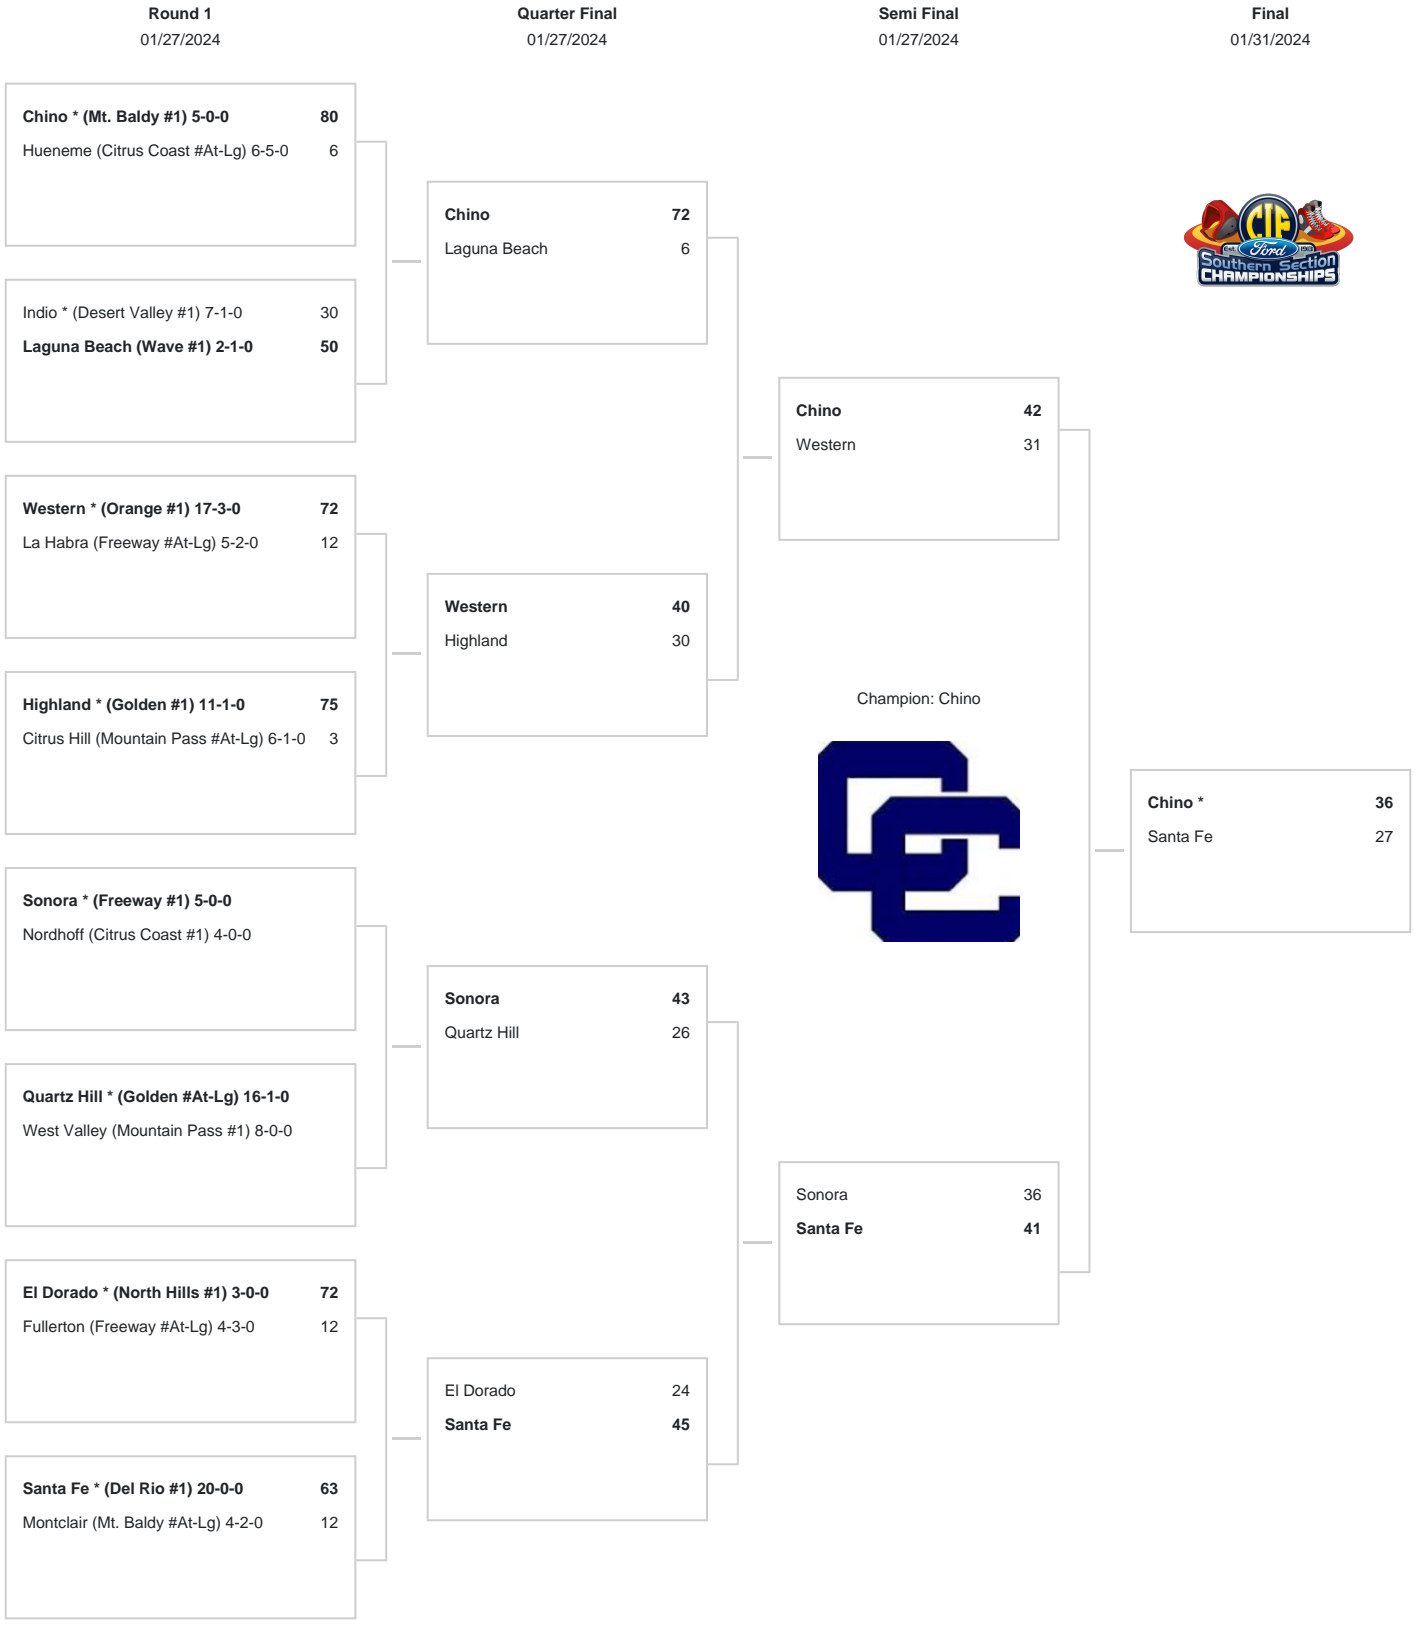 Round 1
01/27/2024
Quarter Final
01/27/2024
Semi Final
01/27/2024
Final
01/31/2024
Chino * (Mt. Baldy #1) 5-0-0 80
Hueneme (Citrus Coast #At-Lg) 6-5-0 6
Indio * (Desert Valley #1) 7-1-0 30
Laguna Beach (Wave #1) 2-1-0 50
Western * (Orange #1) 17-3-0 72
La Habra (Freeway #At-Lg) 5-2-0 12
Highland * (Golden #1) 11-1-0 75
Citrus Hill (Mountain Pass #At-Lg) 6-1-0 3
Sonora * (Freeway #1) 5-0-0
Nordhoff (Citrus Coast #1) 4-0-0
Quartz Hill * (Golden #At-Lg) 16-1-0
West Valley (Mountain Pass #1) 8-0-0
El Dorado * (North Hills #1) 3-0-0 72
Fullerton (Freeway #At-Lg) 4-3-0 12
Santa Fe * (Del Rio #1) 20-0-0 63
Montclair (Mt. Baldy #At-Lg) 4-2-0 12
Chino 72
Laguna Beach 6
Western 40
Highland 30
Sonora 43
Quartz Hill 26
El Dorado 24
Santa Fe 45
Chino 42
Western 31
Champion: Chino
CC
Sonora 36
Santa Fe 41
CIF
Est. 1913
Ford
Southern Section
CHAMPIONSHIPS
Chino * 36
Santa Fe 27